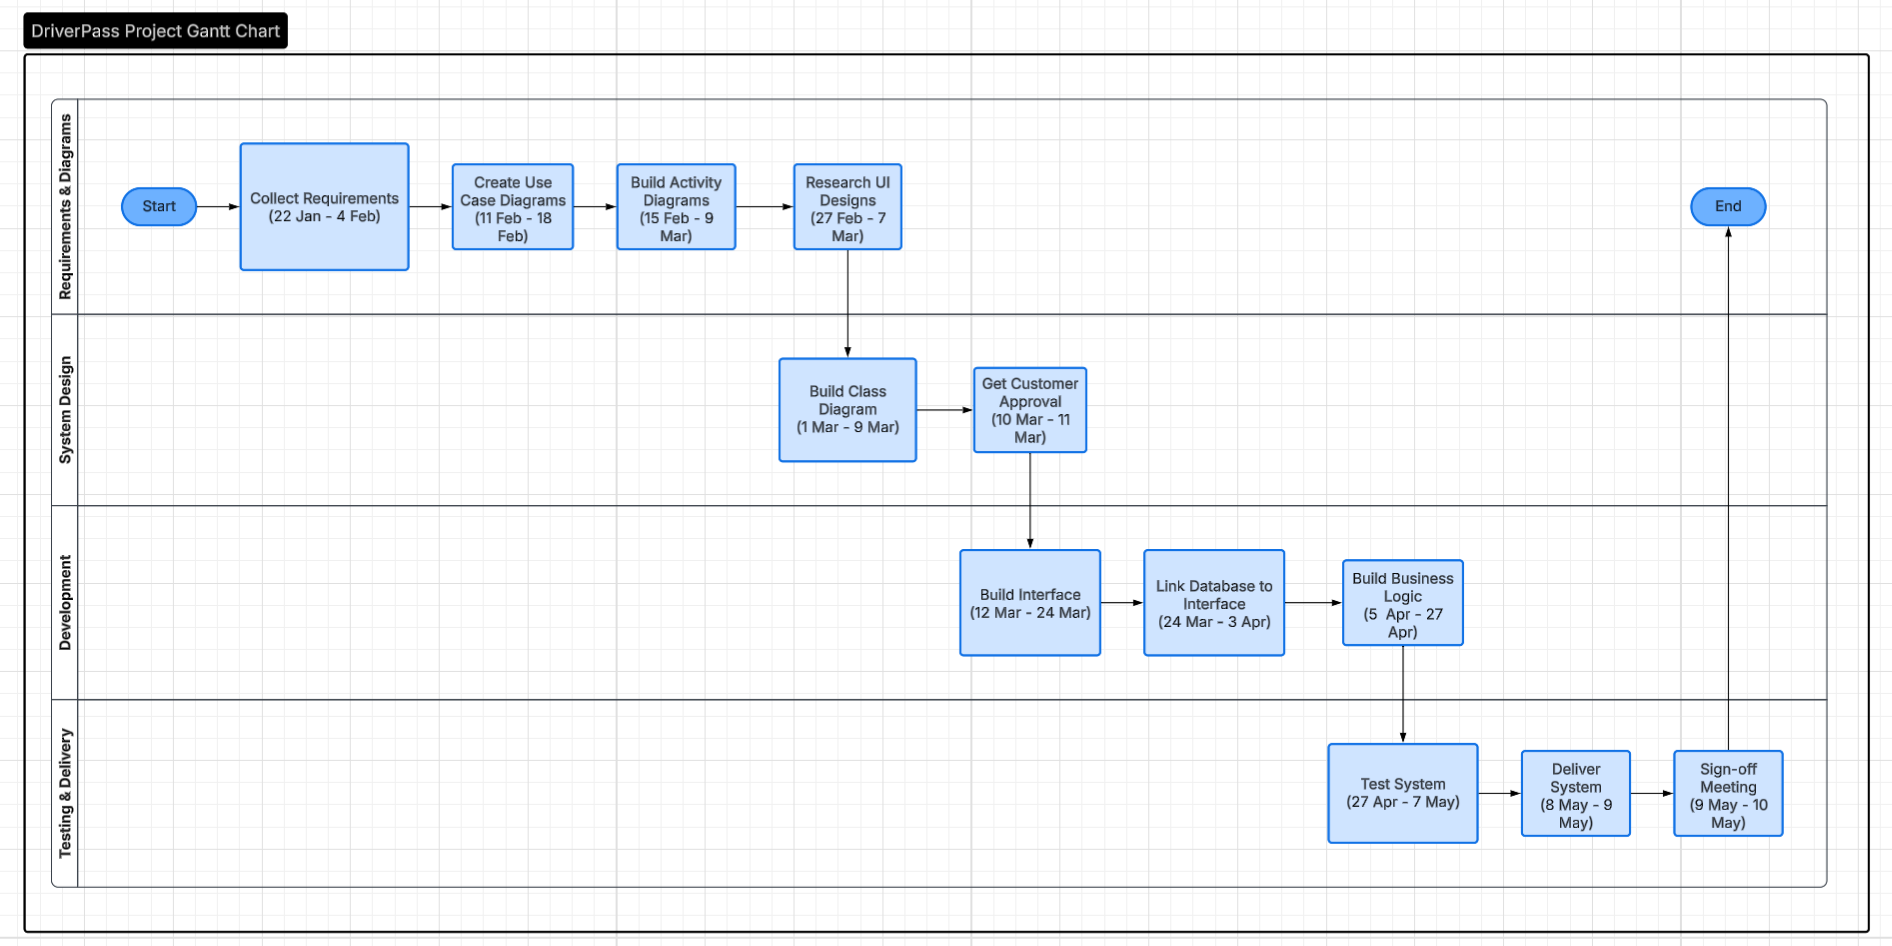 DriverPass Project Gantt Chart
Requirements & Diagrams
Start
Collect Requirements
(22 Jan - 4 Feb)
Create Use
Case Diagrams
(11 Feb - 18
Feb)
Build Activity
Diagrams
(15 Feb - 9
Mar)
Research UI
Designs
(27 Feb - 7
Mar)
End
System Design
Build Class
Diagram
(1 Mar - 9 Mar)
Get Customer
Approval
(10 Mar - 11
Mar)
Development
Build Interface
(12 Mar - 24 Mar)
Link Database to
Interface
(24 Mar - 3 Apr)
Build Business
Logic
(5  Apr - 27
Apr)
Testing & Delivery
Test System
(27 Apr - 7 May)
Deliver
System
(8 May - 9
May)
Sign-off
Meeting
(9 May - 10
May)